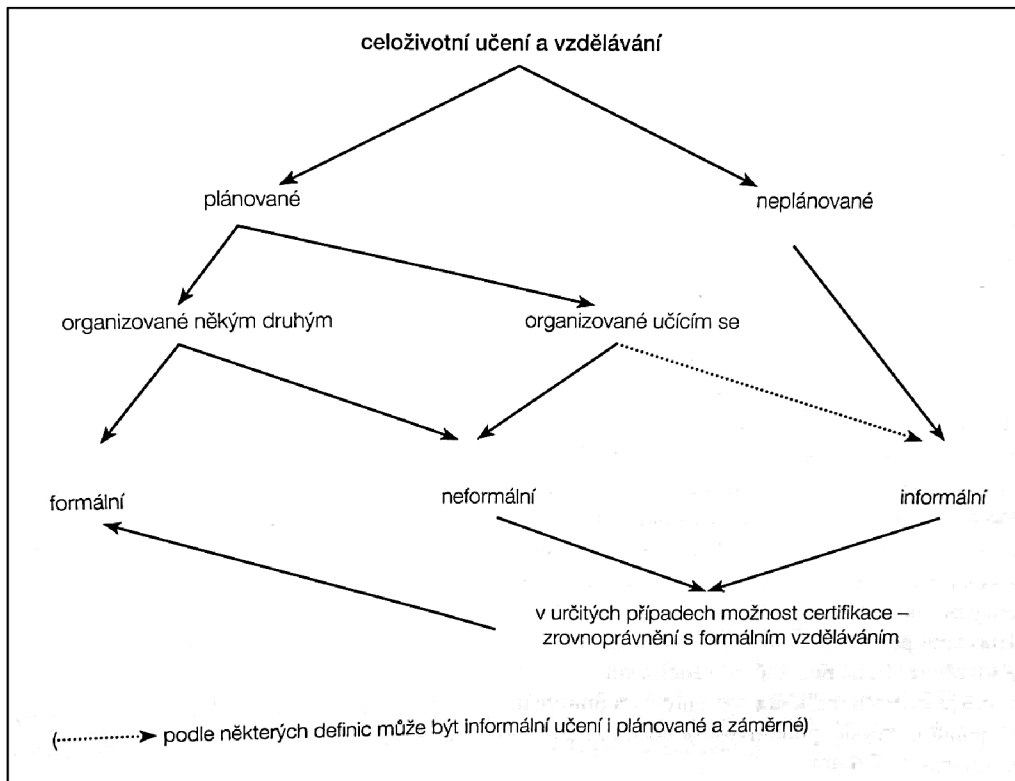 celoživotní učení a vzdělávání
plánované
neplánované
organizované někým druhým
organizované učícím se
formální
neformální
informální
v určitých případech možnost certifikace –
zrovnoprávnění s formálním vzděláváním
( podle některých definic může být informální učení i plánované a záměrné)